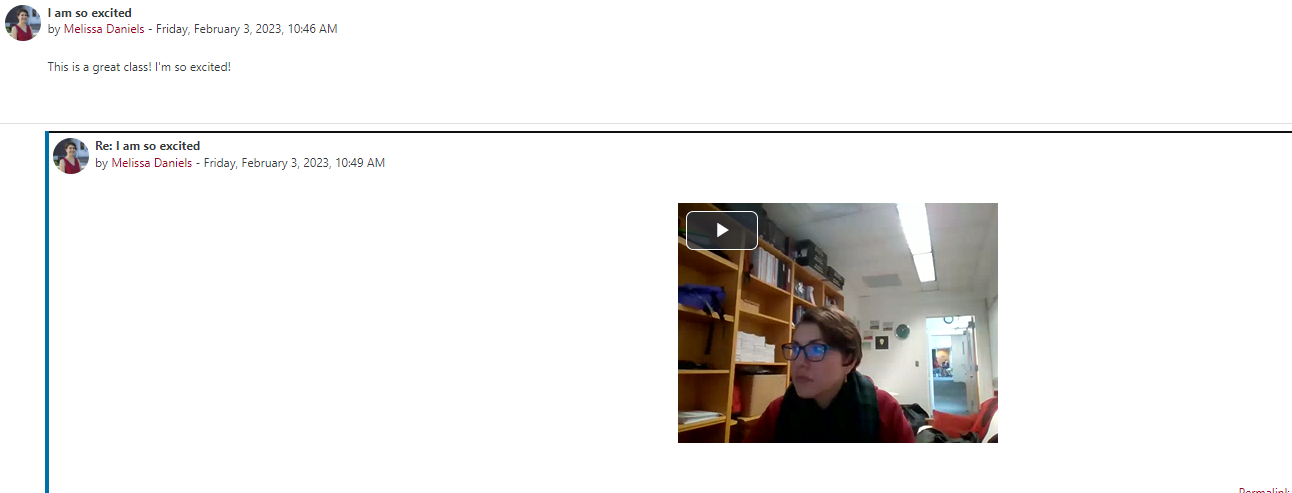 I am so excited
by Melissa Daniels - Friday, February 3, 2023, 10:46 AM
This is a great class! I'm so excited!
Re: I am so excited
by Melissa Daniels - Friday, February 3, 2023, 10:49 AM
Permalink